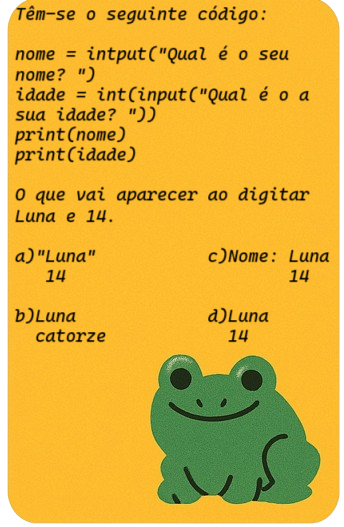 Têm-se o seguinte código:
nome = intput("Qual é o seu
nome? ")
idade = int(input("Qual é o a
sua idade? "))
print(nome)
print(idade)
O que vai aparecer ao digitar
Luna e 14.
a)"Luna"
14
b)Luna
catorze
c)Nome: Luna
14
d)Luna
14